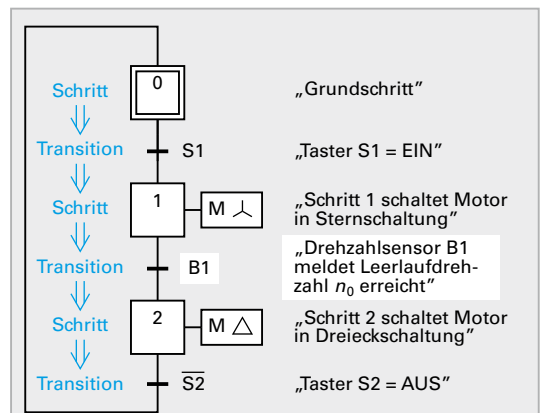 Schritt
0
„Grundschritt”
Transition
S1
„Taster S1 = EIN”
Schritt
1
M
„Schritt 1 schaltet Motor
in Sternschaltung”
Transition
B1
„Drehzahlsensor B1
meldet Leerlaufdreh-
zahl n₀ erreicht”
Schritt
2
M
„Schritt 2 schaltet Motor
in Dreieckschaltung”
Transition
S̅2̅
„Taster S2 = AUS”